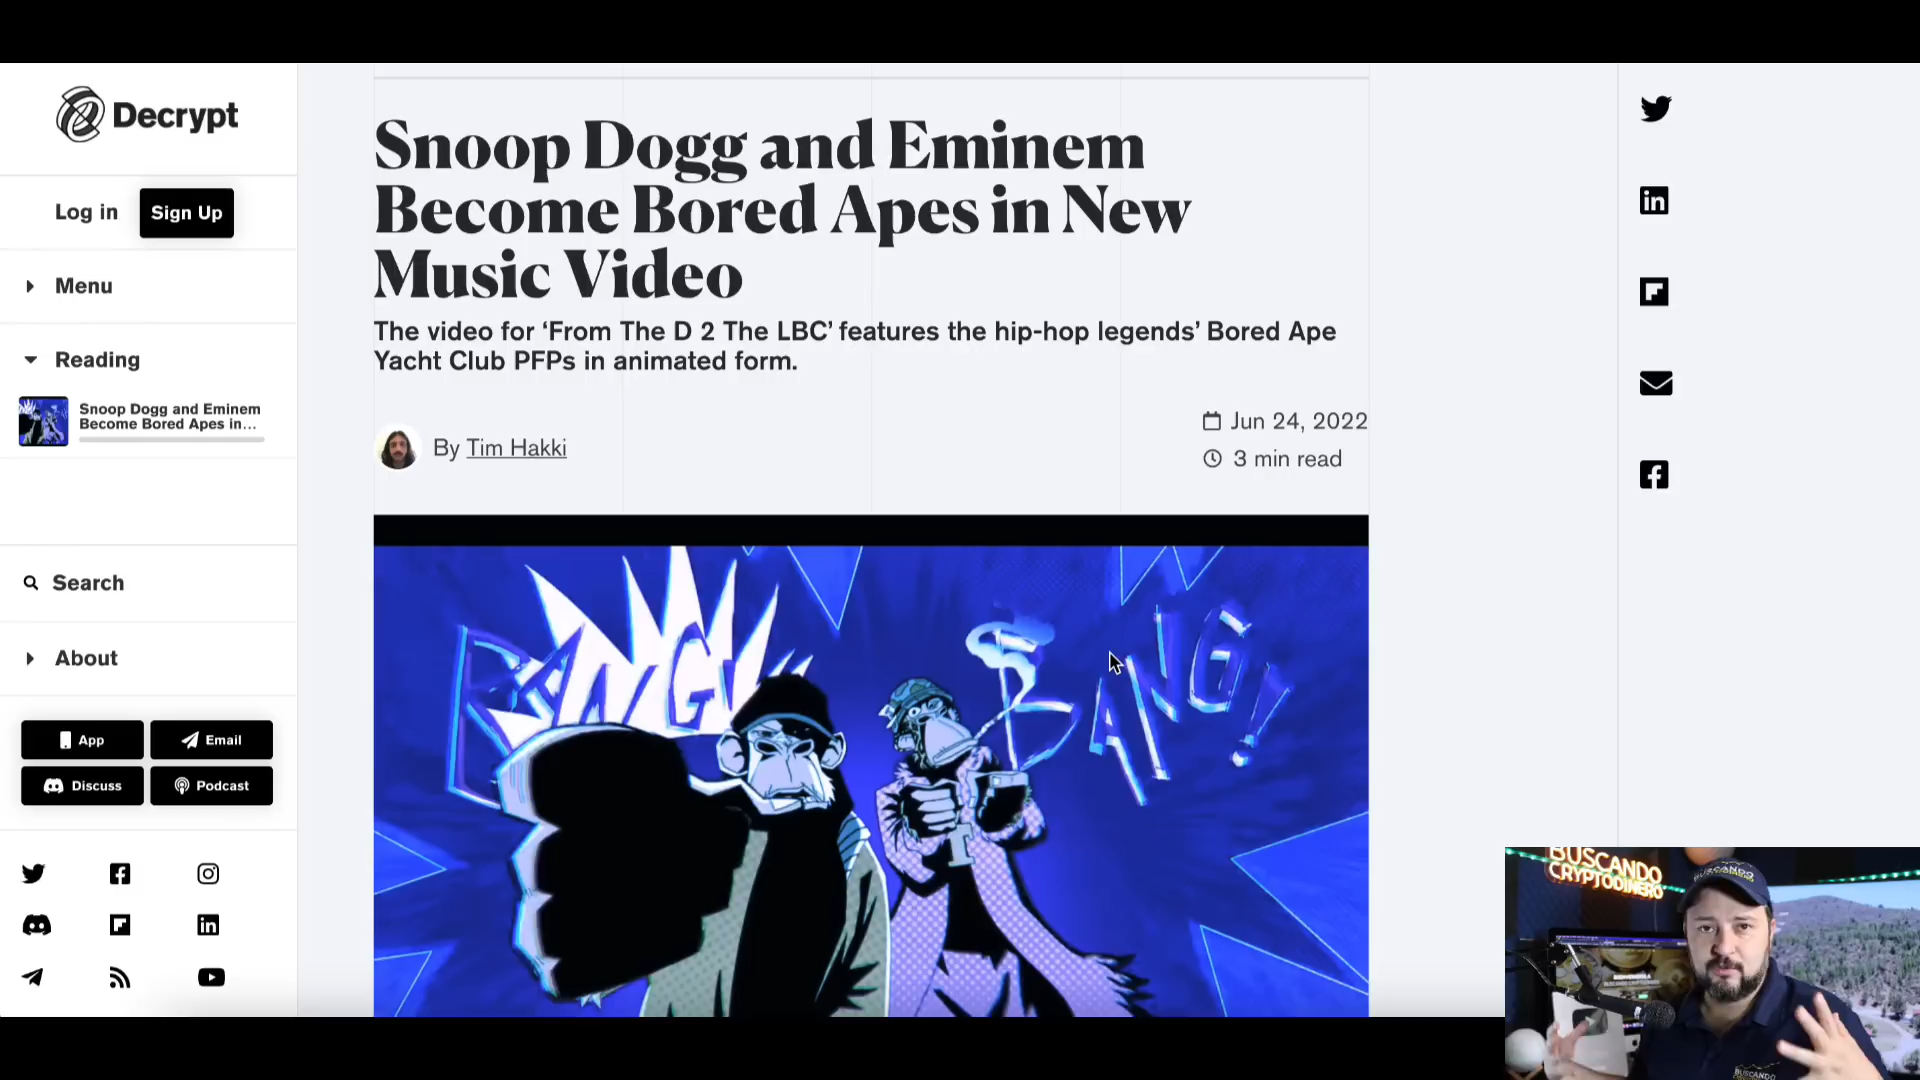 Decrypt
Log in
Sign Up
Menu
Reading
Snoop Dogg and Eminem
Become Bored Apes in...
Search
About
App
Email
Discuss
Podcast
Snoop Dogg and Eminem
Become Bored Apes in New
Music Video
The video for ‘From The D 2 The LBC’ features the hip-hop legends’ Bored Ape
Yacht Club PFPs in animated form.
By Tim Hakki
Jun 24, 2022
3 min read
BANG!
BUSCANDO
CRYPTODINERO
BUSCANDO
BUSCANDO